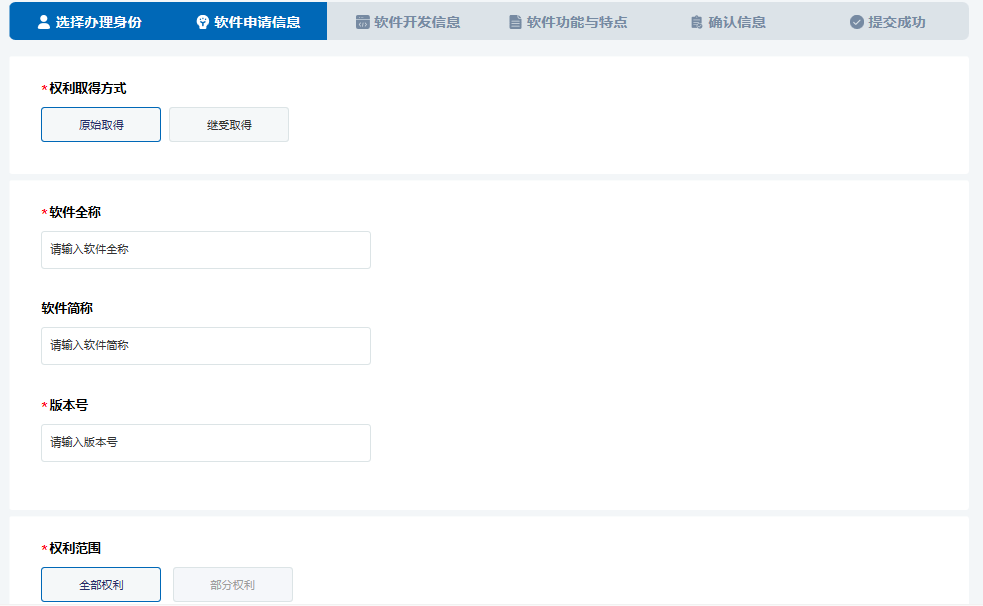 选择办理身份 软件申请信息 软件开发信息 软件功能与特点 确认信息 提交成功
*权利取得方式
原始取得 继受取得
*软件全称
请输入软件全称
软件简称
请输入软件简称
*版本号
请输入版本号
*权利范围
全部权利 部分权利